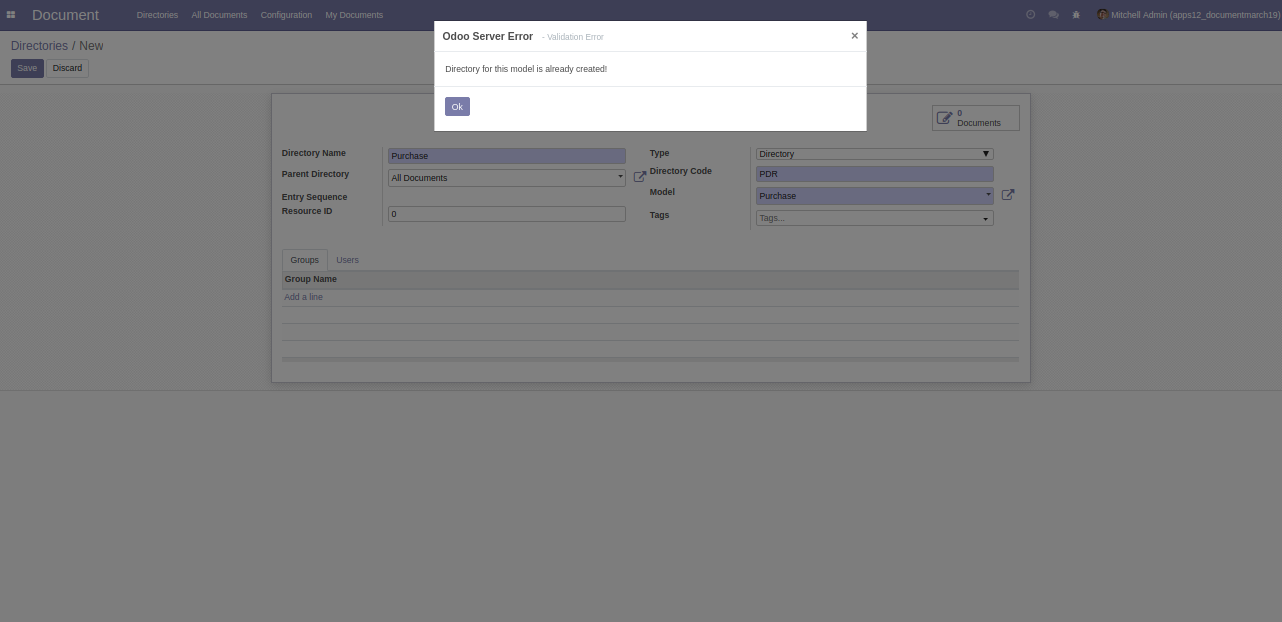 Document Directories All Documents Configuration My Documents Mitchell Admin (apps12_documentmarch19)
Directories / New
Save Discard
Odoo Server Error - Validation Error ×
Directory for this model is already created!
Ok
0
Documents
Directory Name Purchase
Parent Directory All Documents
Entry Sequence
Resource ID 0
Type Directory
Directory Code PDR
Model Purchase
Tags Tags...
Groups Users
Group Name
Add a line